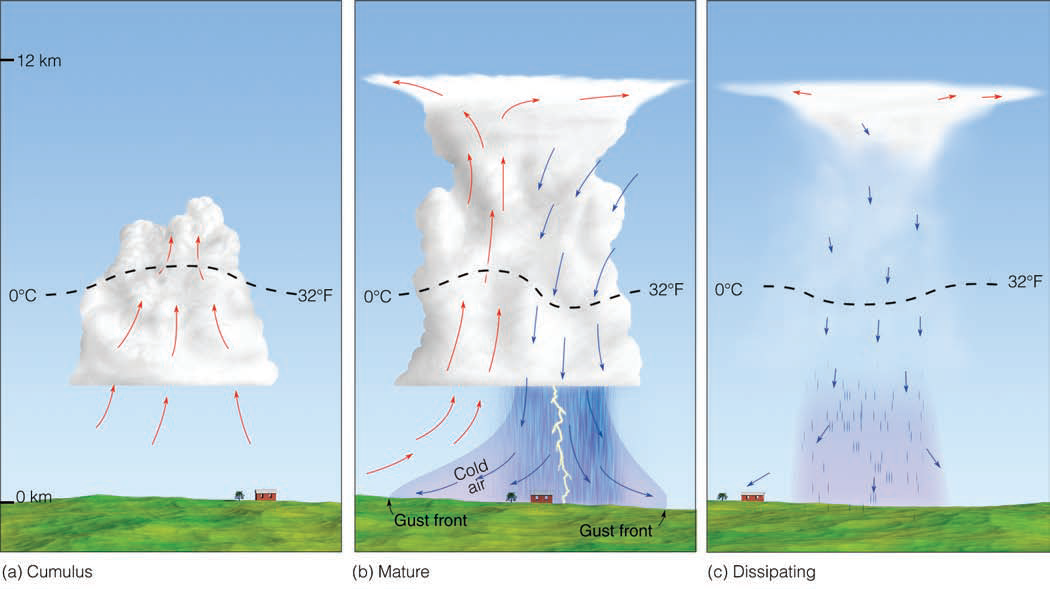 12 km
0°C
32°F
0 km
(a) Cumulus
0°C
32°F
Cold
air
Gust front
Gust front
(b) Mature
0°C
32°F
(c) Dissipating